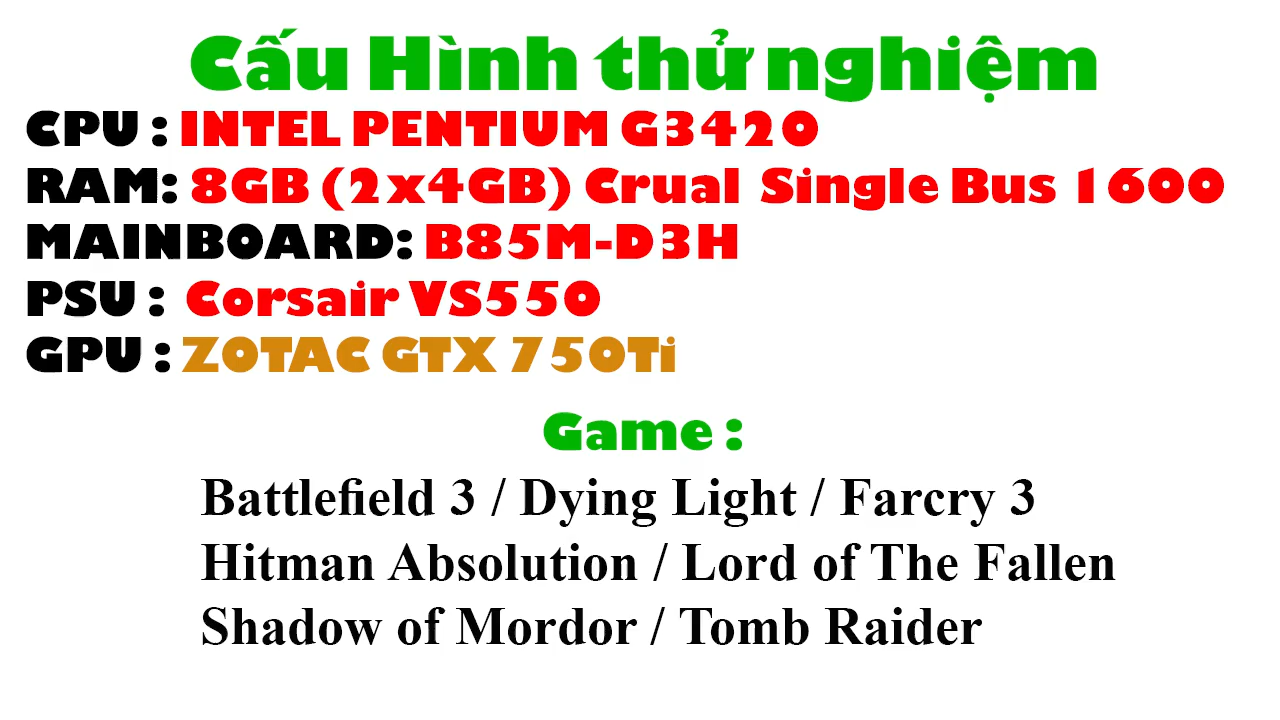 Cấu Hình thử nghiệm
CPU : INTEL PENTIUM G3420
RAM: 8GB (2x4GB) Crual Single Bus 1600
MAINBOARD: B85M-D3H
PSU : Corsair VS550
GPU : ZOTAC GTX 750Ti
Game :
Battlefield 3 / Dying Light / Farcry 3
Hitman Absolution / Lord of The Fallen
Shadow of Mordor / Tomb Raider